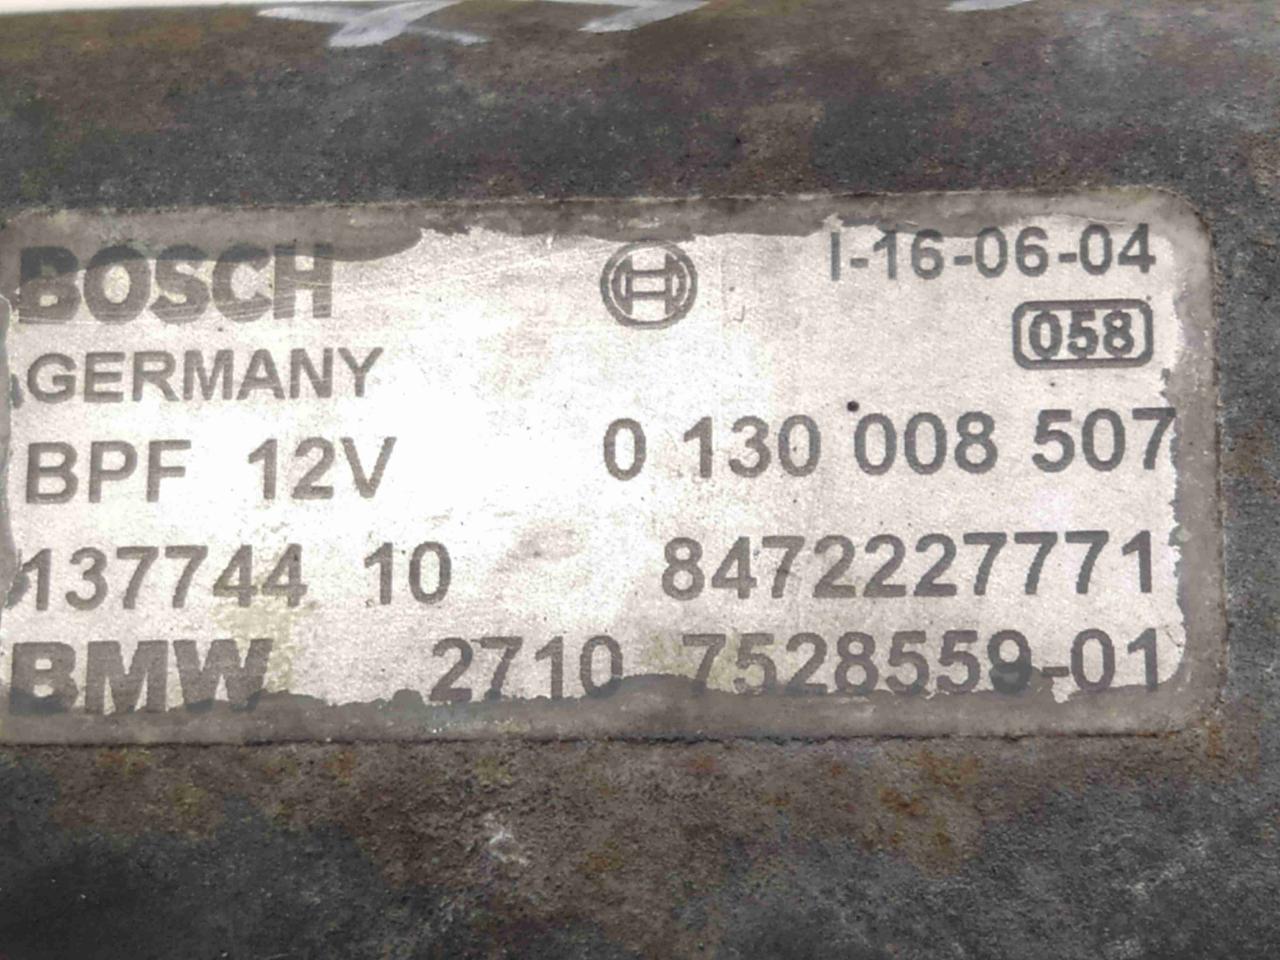 BOSCH I-16-06-04
058
GERMANY
BPF 12V 0 130 008 507
137744 10 8472227771
BMW 2710 7528559-01